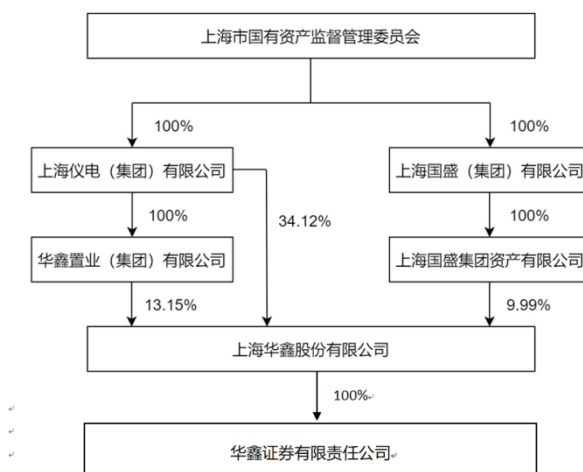 上海市国有资产监督管理委员会
100%
100%
上海仪电（集团）有限公司
上海国盛（集团）有限公司
100%
34.12%
100%
华鑫置业（集团）有限公司
上海国盛集团资产有限公司
13.15%
9.99%
上海华鑫股份有限公司
100%
华鑫证券有限责任公司